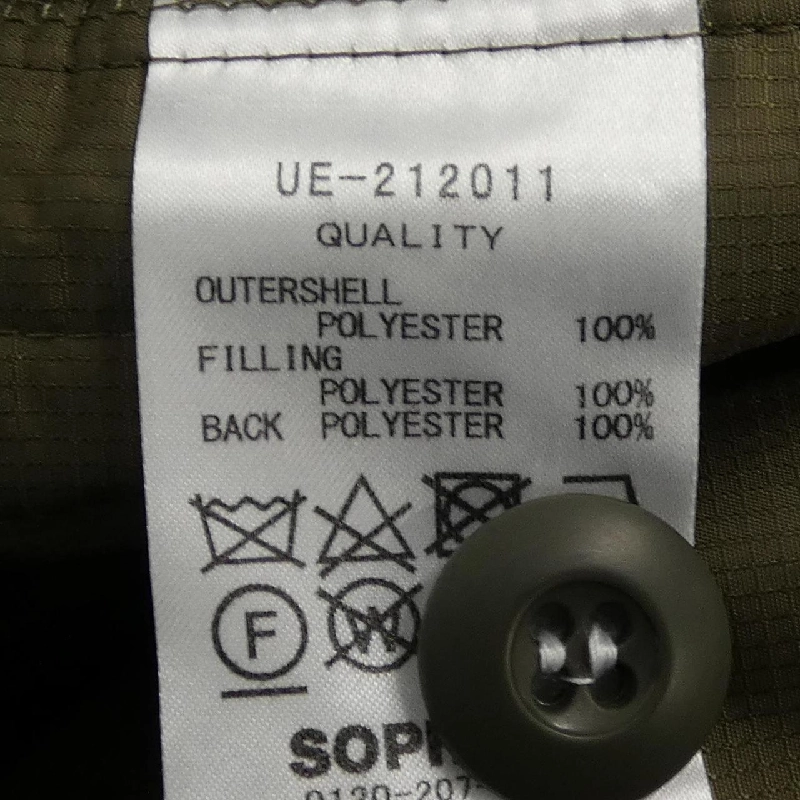 UE-212011
QUALITY
OUTERSHELL
POLYESTER 100%
FILLING
POLYESTER 100%
BACK POLYESTER 100%
F W